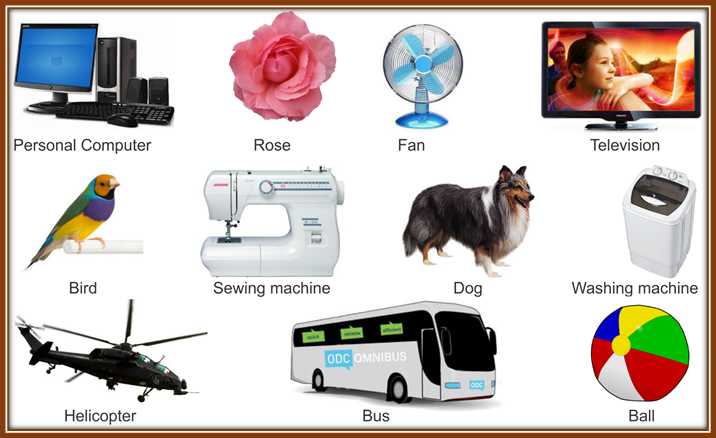 Personal Computer
Rose
Fan
Television
Bird
Sewing machine
Dog
Washing machine
ODC OMNIBUS
ODC
Helicopter
Bus
Ball